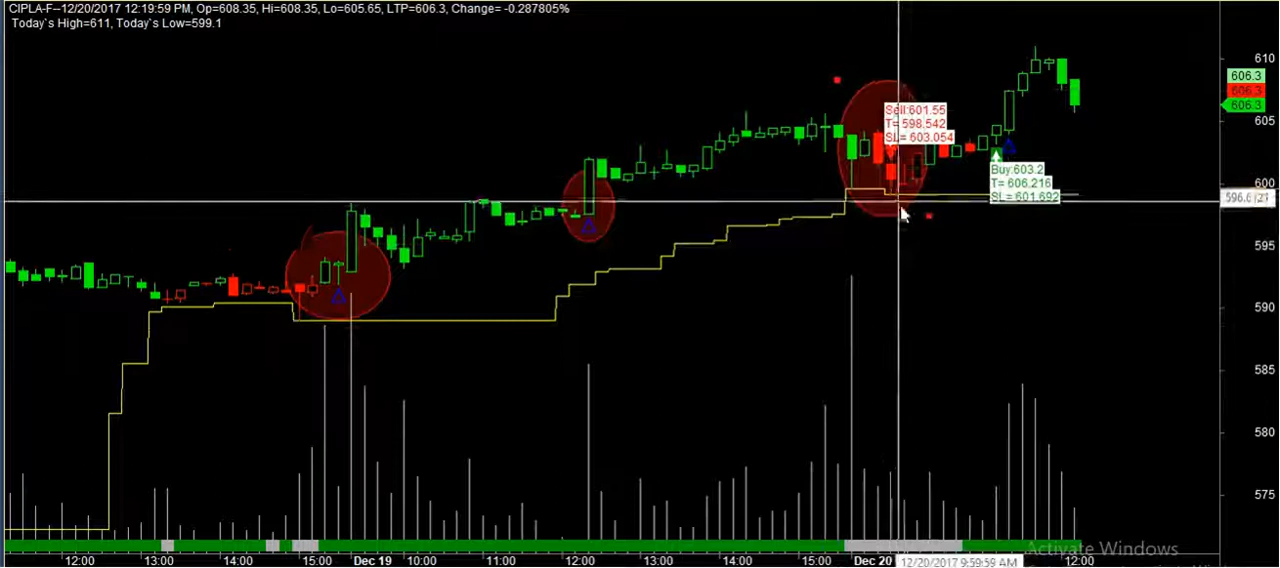 CIPLA-F--12/20/2017 12:19:59 PM, Op=608.35, Hi=608.35, Lo=605.65, LTP=606.3, Change= -0.287805%
Today`s High=611, Today`s Low=599.1
610
606.3
606.3
606.3
605
600
595
590
585
580
575
Sell:601.55
T= 598.542
SL= 603.054
Buy:603.2
T= 606.216
SL= 601.692
Activate Windows
12:00
13:00
14:00
15:00
Dec 19
10:00
11:00
12:00
13:00
14:00
15:00
Dec 20
12/20/2017 9:59:59 AM
12:00